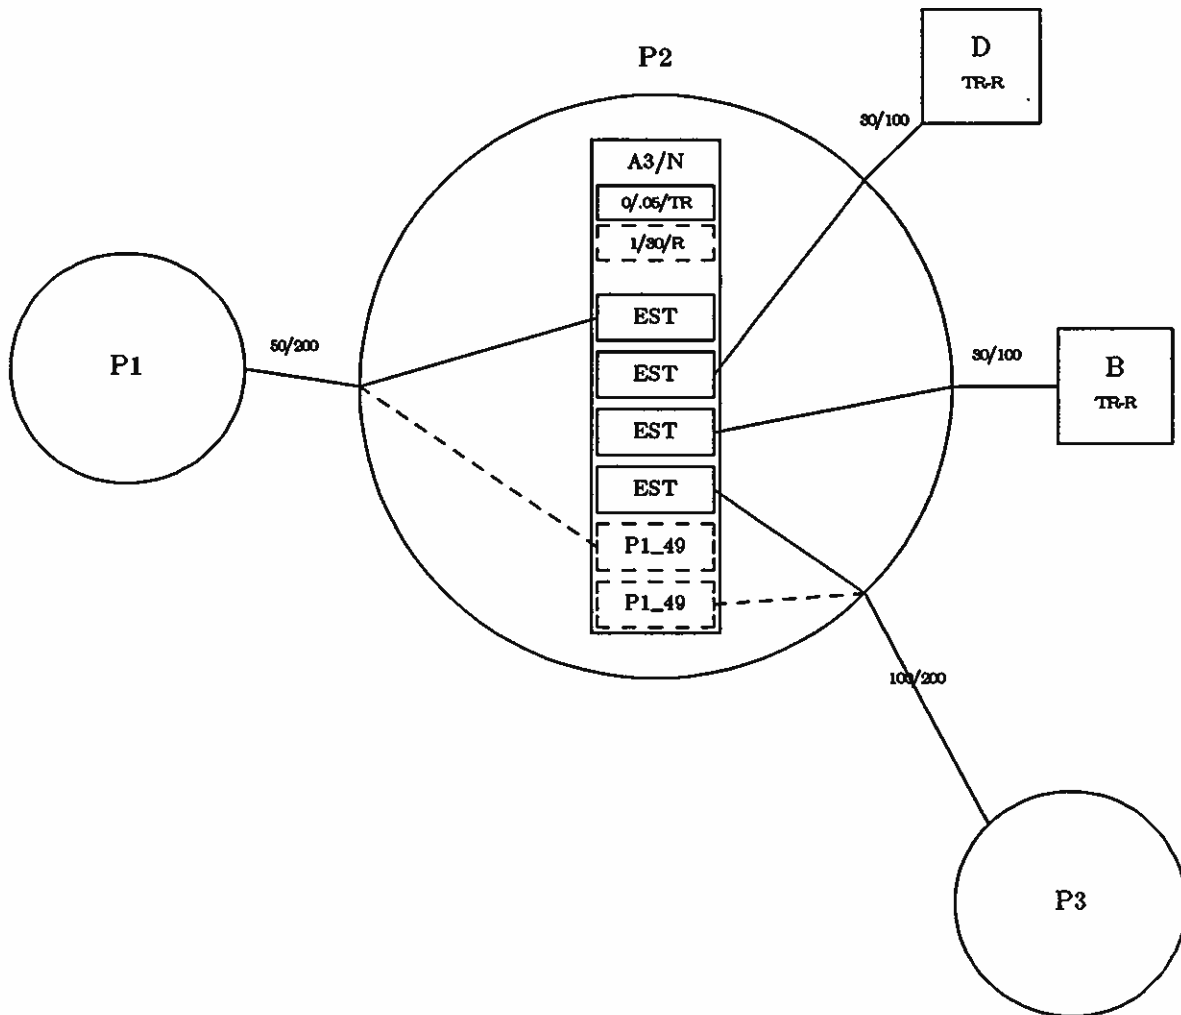 P2
D
TR-R
30/100
A3/N
0/.05/TR
1/30/R
P1
50/200
EST
EST
EST
EST
P1_49
P1_49
30/100
B
TR-R
100/200
P3